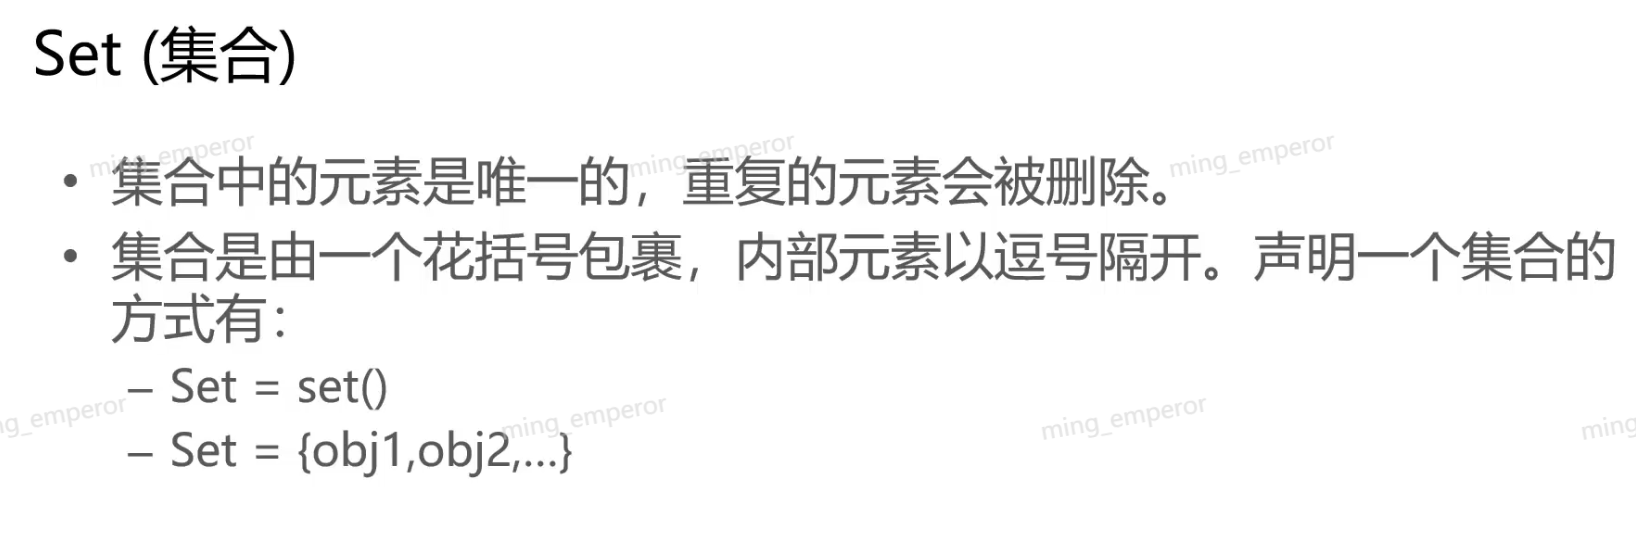 Set (集合)
• 集合中的元素是唯一的，重复的元素会被删除。
• 集合是由一个花括号包裹，内部元素以逗号隔开。声明一个集合的
方式有：
– Set = set()
– Set = {obj1,obj2,...}
ming_emperor
ming_emperor
ming_emperor
ng_emperor
ming_emperor
ming_emperor
ming